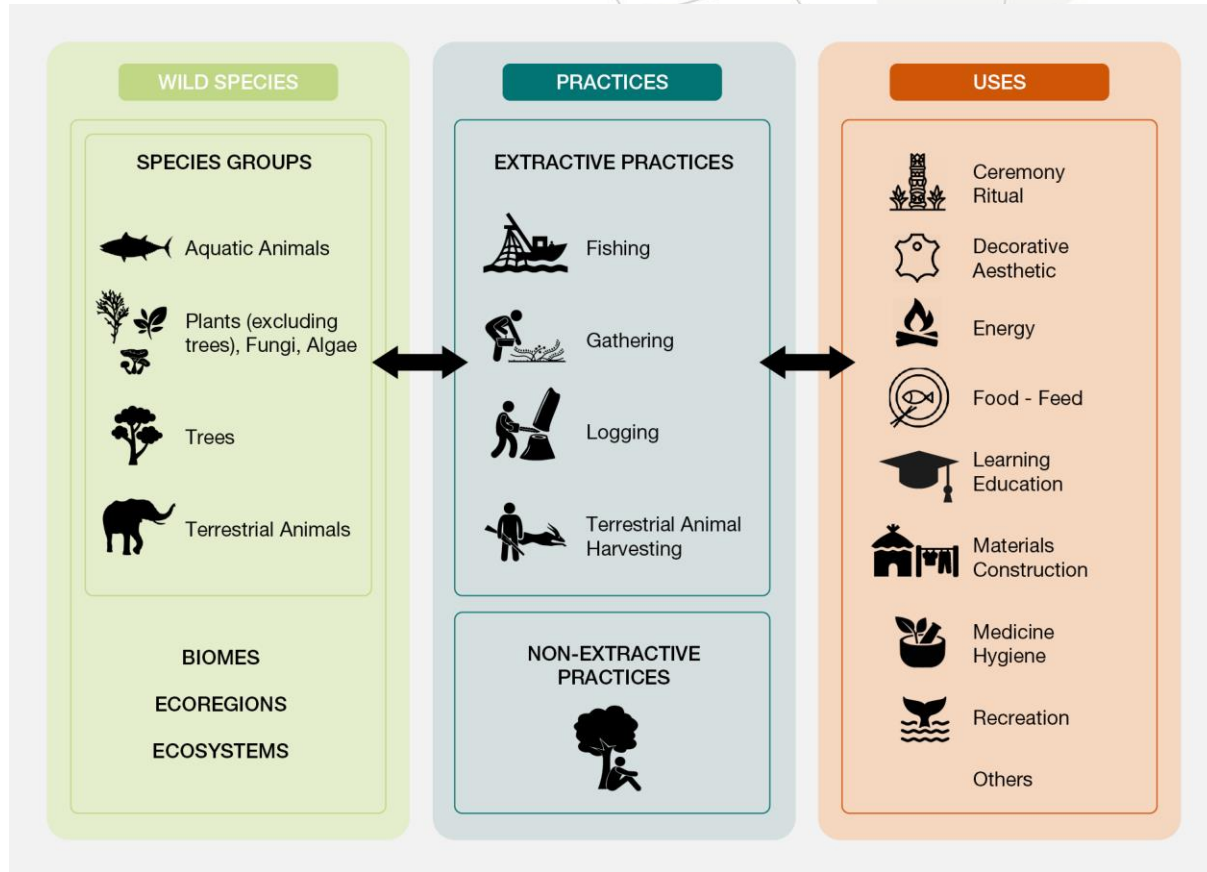 WILD SPECIES
SPECIES GROUPS
Aquatic Animals
Plants (excluding
trees), Fungi, Algae
Trees
Terrestrial Animals
BIOMES
ECOREGIONS
ECOSYSTEMS
PRACTICES
EXTRACTIVE PRACTICES
Fishing
Gathering
Logging
Terrestrial Animal
Harvesting
NON-EXTRACTIVE
PRACTICES
USES
Ceremony
Ritual
Decorative
Aesthetic
Energy
Food - Feed
Learning
Education
Materials
Construction
Medicine
Hygiene
Recreation
Others